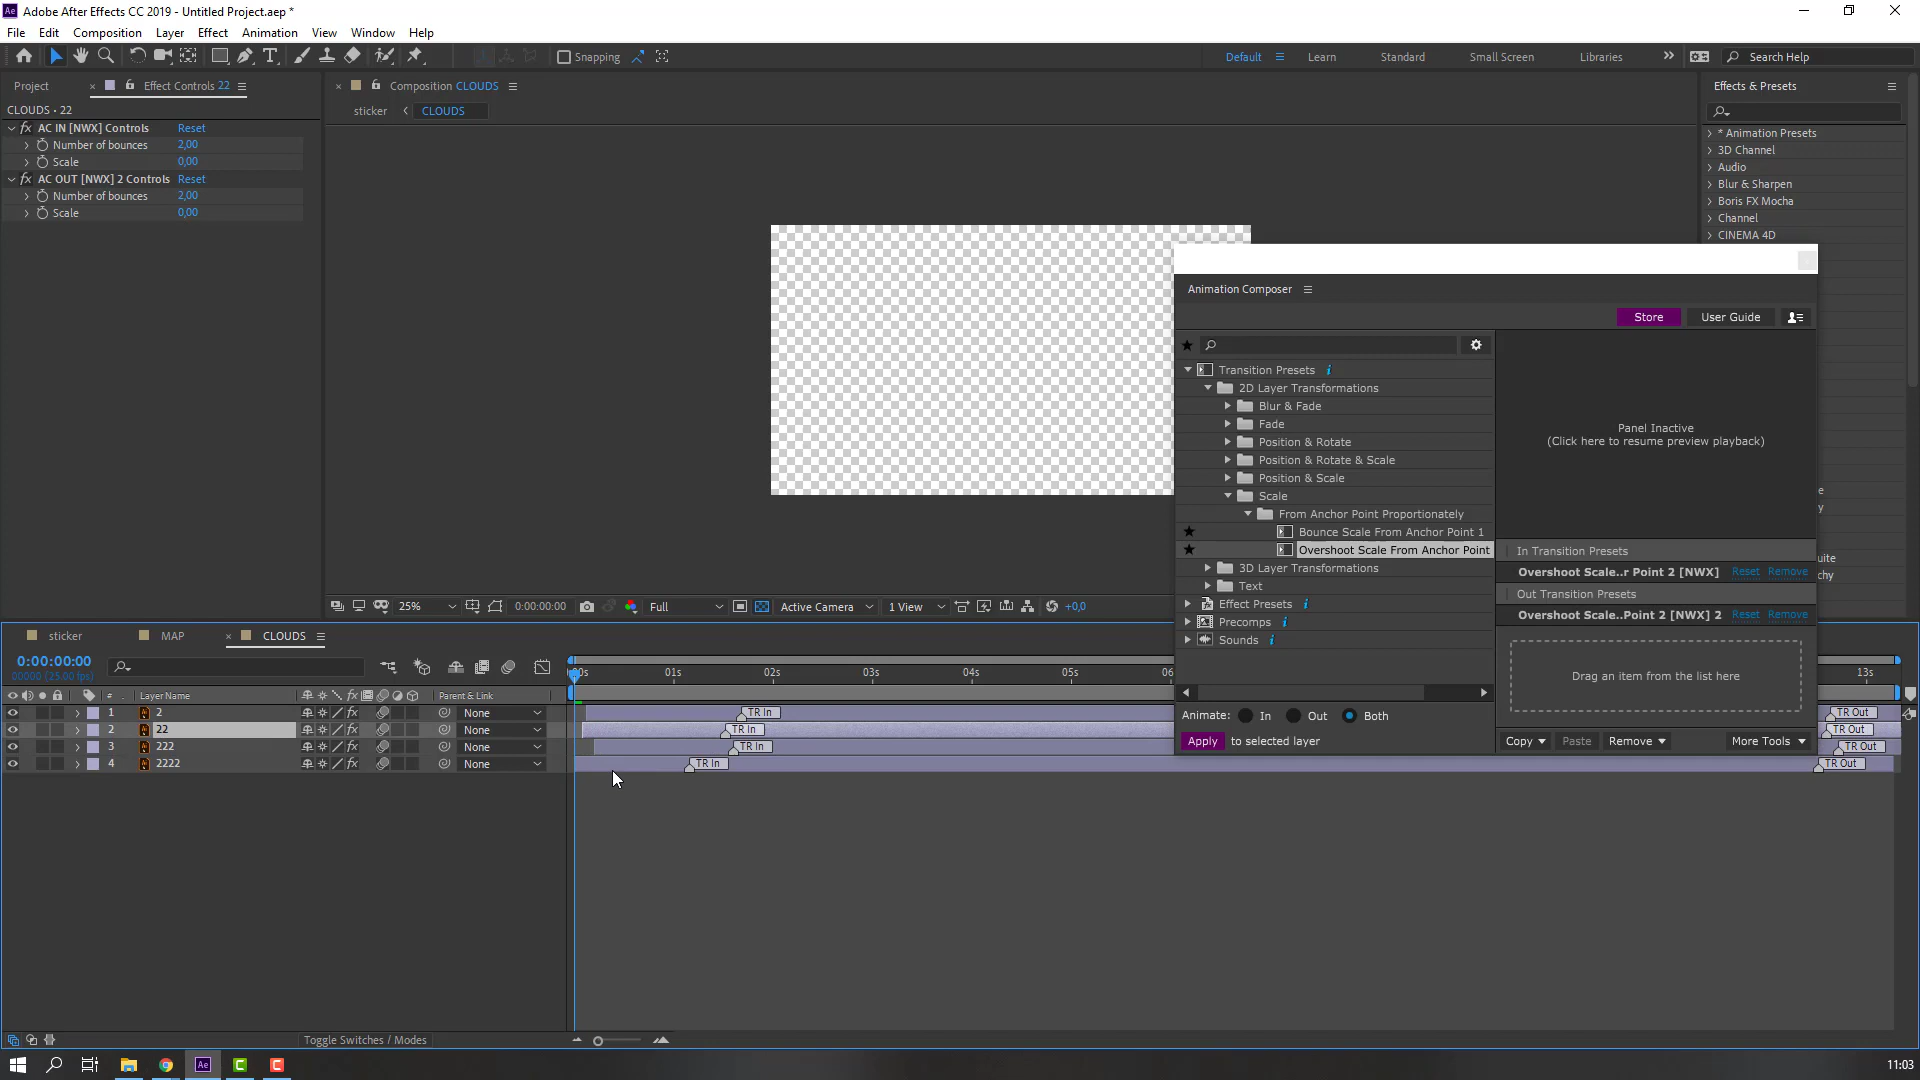 Ae Adobe After Effects CC 2019 - Untitled Project.aep *
File Edit Composition Layer Effect Animation View Window Help
Snapping Default Learn Standard Small Screen Libraries Search Help
Project Effect Controls 22 Composition CLOUDS Effects & Presets
CLOUDS • 22
sticker CLOUDS
AC IN [NWX] Controls Reset
Number of bounces 2,00
Scale 0,00
AC OUT [NWX] 2 Controls Reset
Number of bounces 2,00
Scale 0,00
* Animation Presets
3D Channel
Audio
Blur & Sharpen
Boris FX Mocha
Channel
CINEMA 4D
Animation Composer
Store User Guide
Transition Presets i
2D Layer Transformations
Blur & Fade
Fade
Position & Rotate
Position & Rotate & Scale
Position & Scale
Scale
From Anchor Point Proportionately
Bounce Scale From Anchor Point 1
Overshoot Scale From Anchor Point
3D Layer Transformations
Text
Effect Presets i
Precomps i
Sounds i
Panel Inactive
(Click here to resume preview playback)
In Transition Presets
Overshoot Scale..r Point 2 [NWX] Reset Remove
Out Transition Presets
Overshoot Scale..Point 2 [NWX] 2 Reset Remove
Drag an item from the list here
Animate: In Out Both
Apply to selected layer
Copy Paste Remove More Tools
25% 0:00:00:00 Full Active Camera 1 View +0,0
sticker MAP CLOUDS
0:00:00:00
00000 (25.00 fps)
01s 02s 03s 04s 05s 13s
# Layer Name Parent & Link
1 2 None TR In TR Out
2 22 None TR In TR Out
3 222 None TR In TR Out
4 2222 None TR In TR Out
Toggle Switches / Modes
Ae 11:03